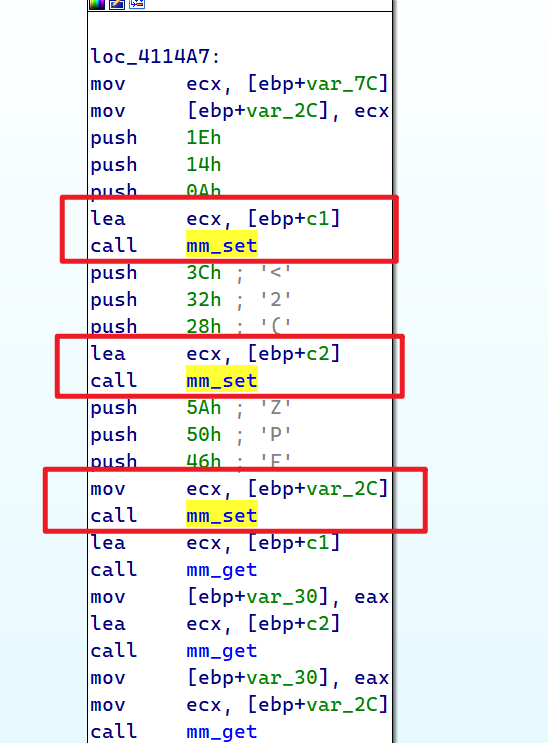 loc_4114A7:
mov ecx, [ebp+var_7C]
mov [ebp+var_2C], ecx
push 1Eh
push 14h
push 0Ah
lea ecx, [ebp+c1]
call mm_set
push 3Ch ; '<'
push 32h ; '2'
push 28h ; '('
lea ecx, [ebp+c2]
call mm_set
push 5Ah ; 'Z'
push 50h ; 'P'
push 46h ; 'F'
mov ecx, [ebp+var_2C]
call mm_set
lea ecx, [ebp+c1]
call mm_get
mov [ebp+var_30], eax
lea ecx, [ebp+c2]
call mm_get
mov [ebp+var_30], eax
mov ecx, [ebp+var_2C]
call mm_get